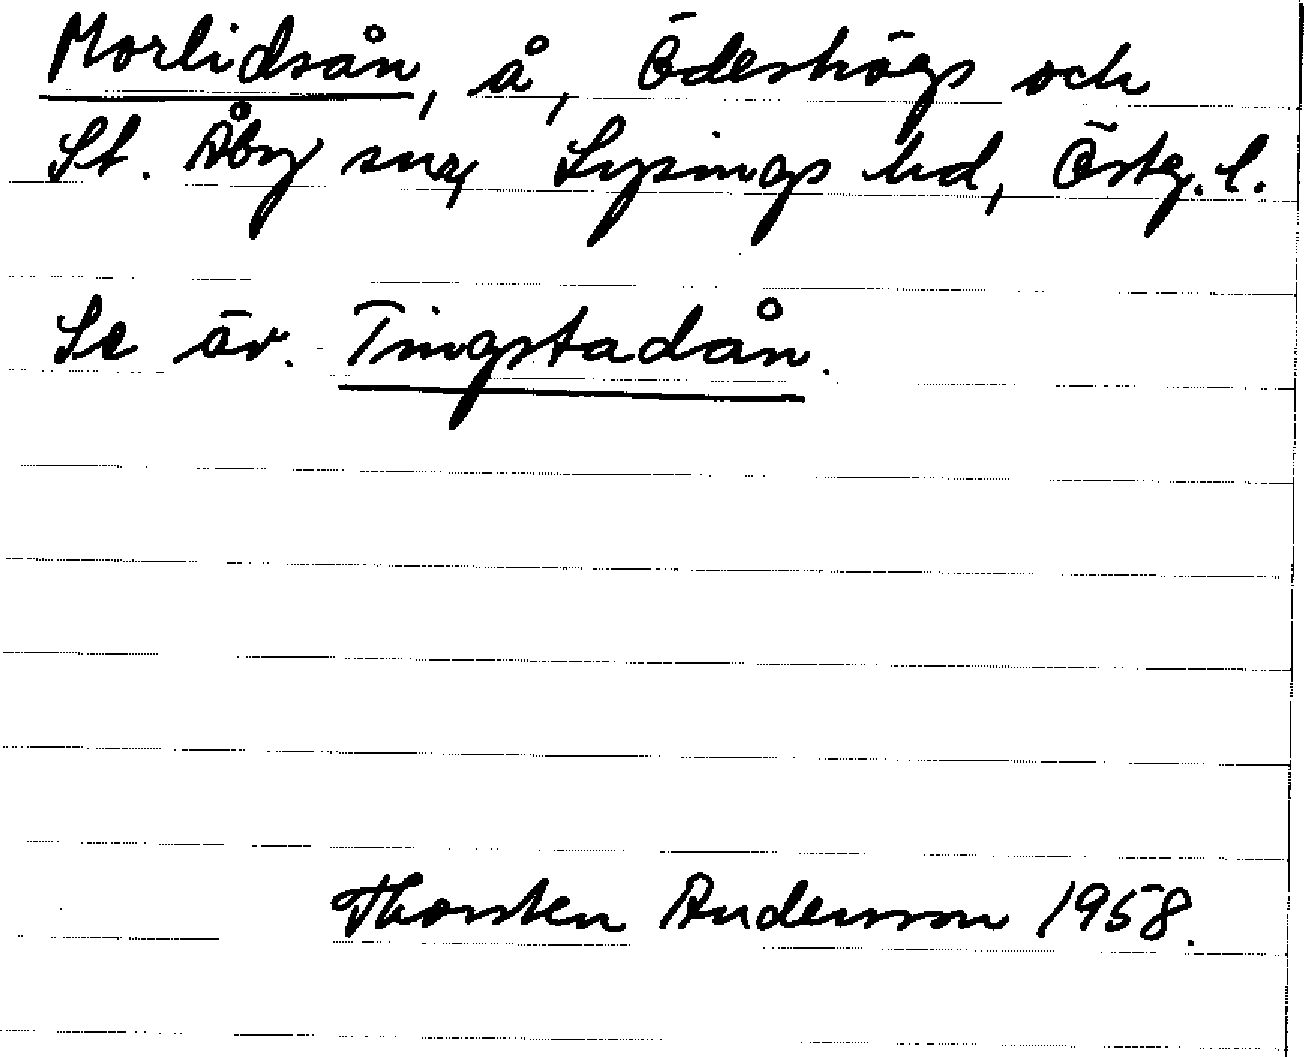 Morlidsån, å, Ödeshögs och
St. Åby snr, Lysings hd, Östg. l.
Se äv. Tingstadån.
Thorsten Andersson 1958.